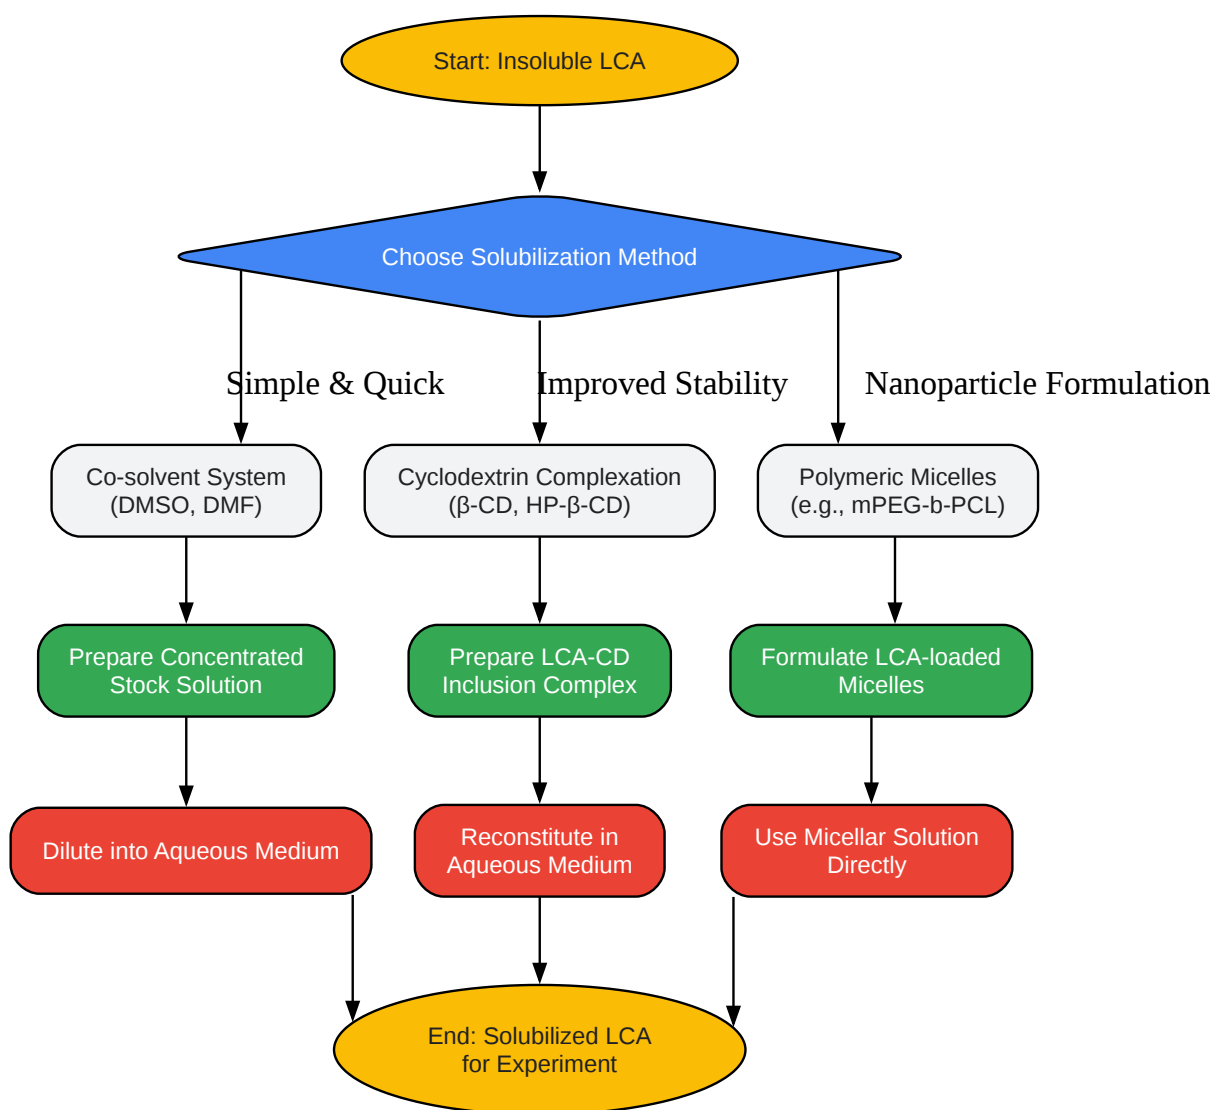 Start: Insoluble LCA
Choose Solubilization Method
Simple & Quick
Improved Stability
Nanoparticle Formulation
Co-solvent System
(DMSO, DMF)
Cyclodextrin Complexation
(β-CD, HP-β-CD)
Polymeric Micelles
(e.g., mPEG-b-PCL)
Prepare Concentrated
Stock Solution
Prepare LCA-CD
Inclusion Complex
Formulate LCA-loaded
Micelles
Dilute into Aqueous Medium
Reconstitute in
Aqueous Medium
Use Micellar Solution
Directly
End: Solubilized LCA
for Experiment